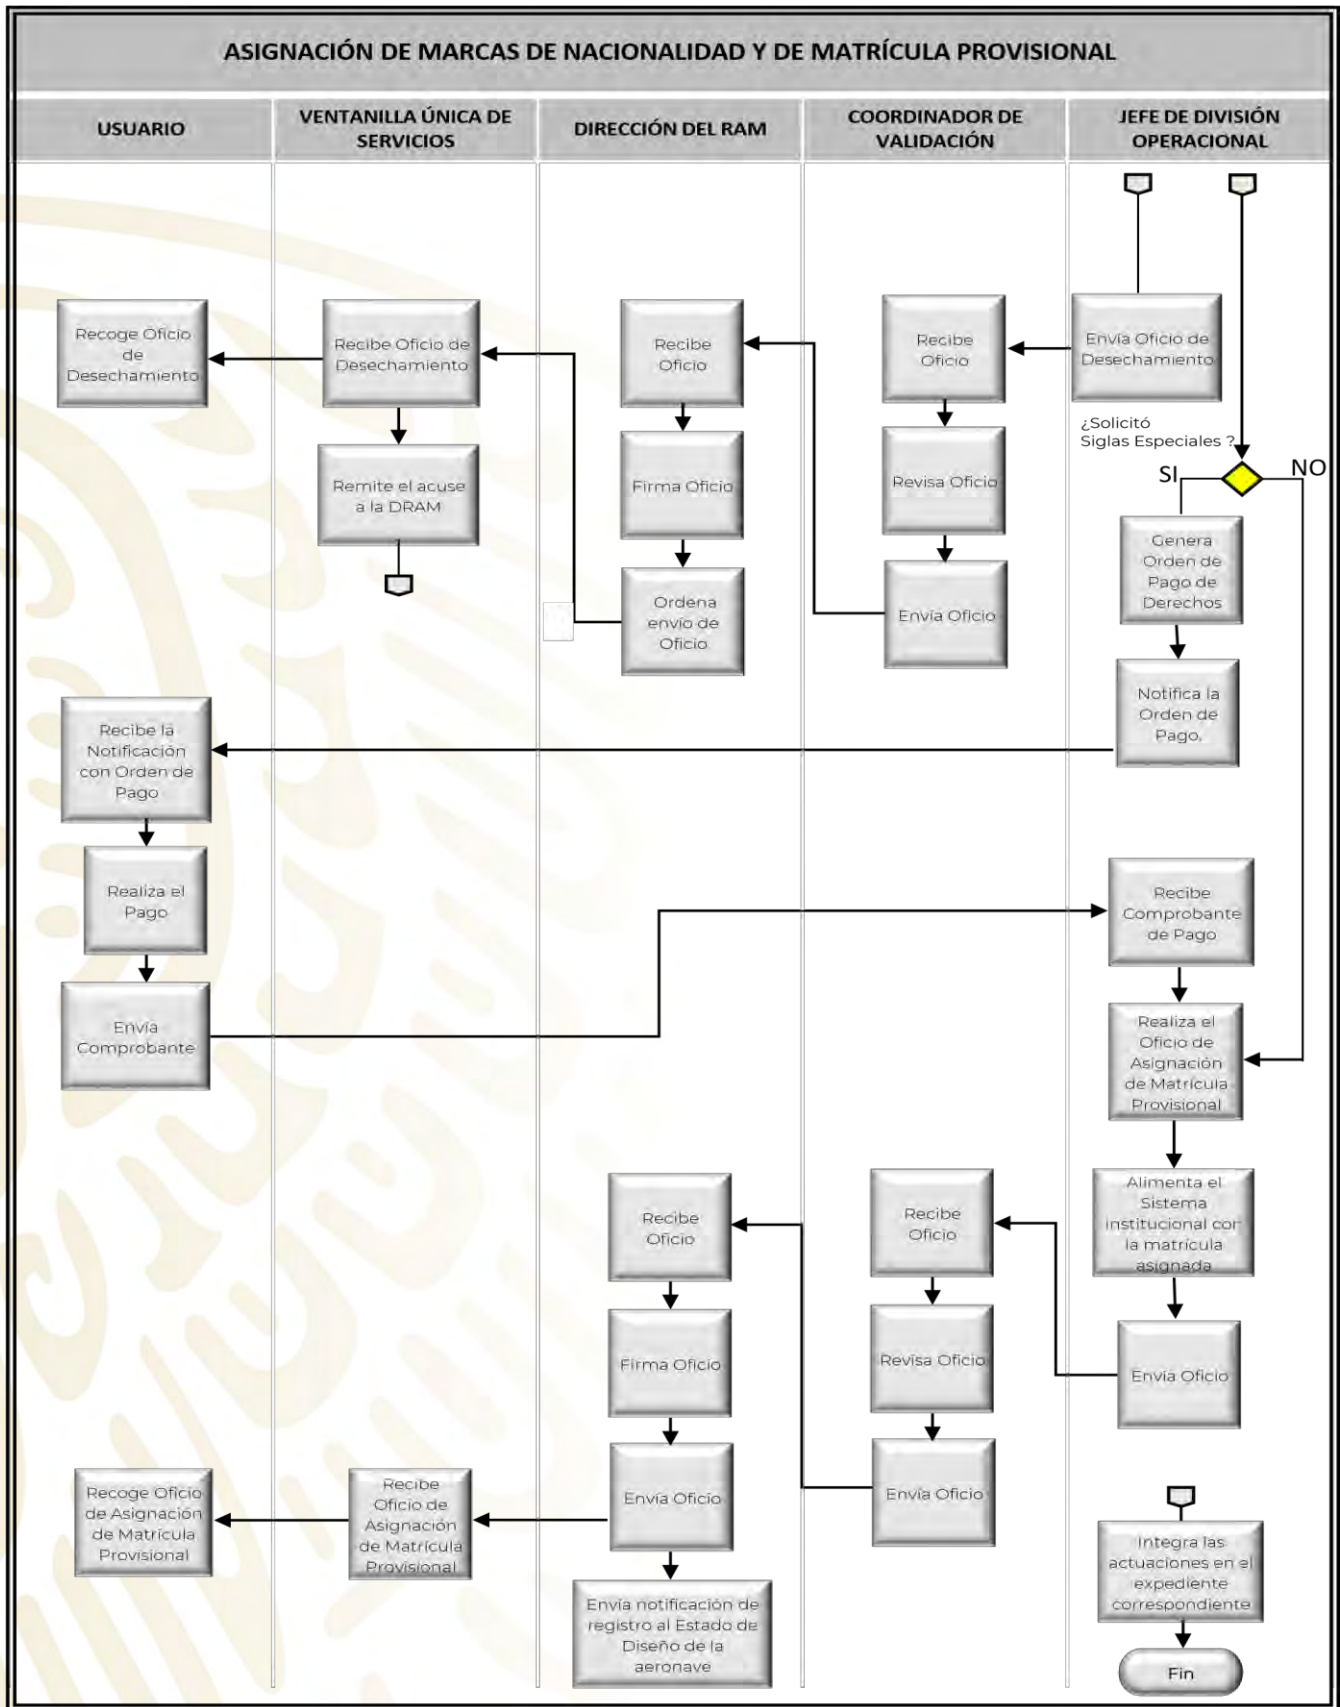 ASIGNACIÓN DE MARCAS DE NACIONALIDAD Y DE MATRÍCULA PROVISIONAL
USUARIO
VENTANILLA ÚNICA DE
SERVICIOS
DIRECCIÓN DEL RAM
COORDINADOR DE
VALIDACIÓN
JEFE DE DIVISIÓN
OPERACIONAL
Recoge Oficio
de
Desechamiento
Recibe Oficio de
Desechamiento
Recibe
Oficio
Recibe
Oficio
Envía Oficio de
Desechamiento
¿Solicitó
Siglas Especiales ?
SI
NO
Remite el acuse
a la DRAM
Firma Oficio
Revisa Oficio
Genera
Orden de
Pago de
Derechos
Ordena
envío de
Oficio
Envía Oficio
Notifica la
Orden de
Pago.
Recibe la
Notificación
con Orden de
Pago
Realiza el
Pago
Envía
Comprobante
Recibe
Comprobante
de Pago
Realiza el
Oficio de
Asignación
de Matrícula
Provisional
Alimenta el
Sistema
institucional con
la matrícula
asignada
Recibe
Oficio
Recibe
Oficio
Firma Oficio
Revisa Oficio
Envía Oficio
Recoge Oficio
de Asignación
de Matrícula
Provisional
Recibe
Oficio de
Asignación
de Matrícula
Provisional
Envía Oficio
Envía Oficio
Integra las
actuaciones en el
expediente
correspondiente
Envía notificación de
registro al Estado de
Diseño de la
aeronave
Fin